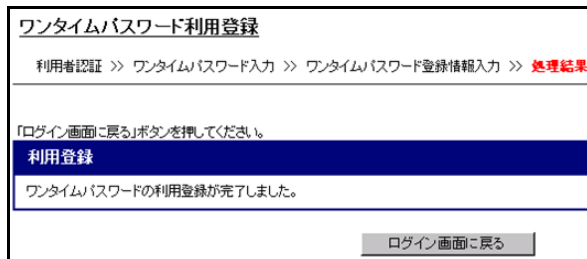 ワンタイムパスワード利用登録
利用者認証 >> ワンタイムパスワード入力 >> ワンタイムパスワード登録情報入力 >> 処理結果
「ログイン画面に戻る」ボタンを押してください。
利用登録
ワンタイムパスワードの利用登録が完了しました。
ログイン画面に戻る